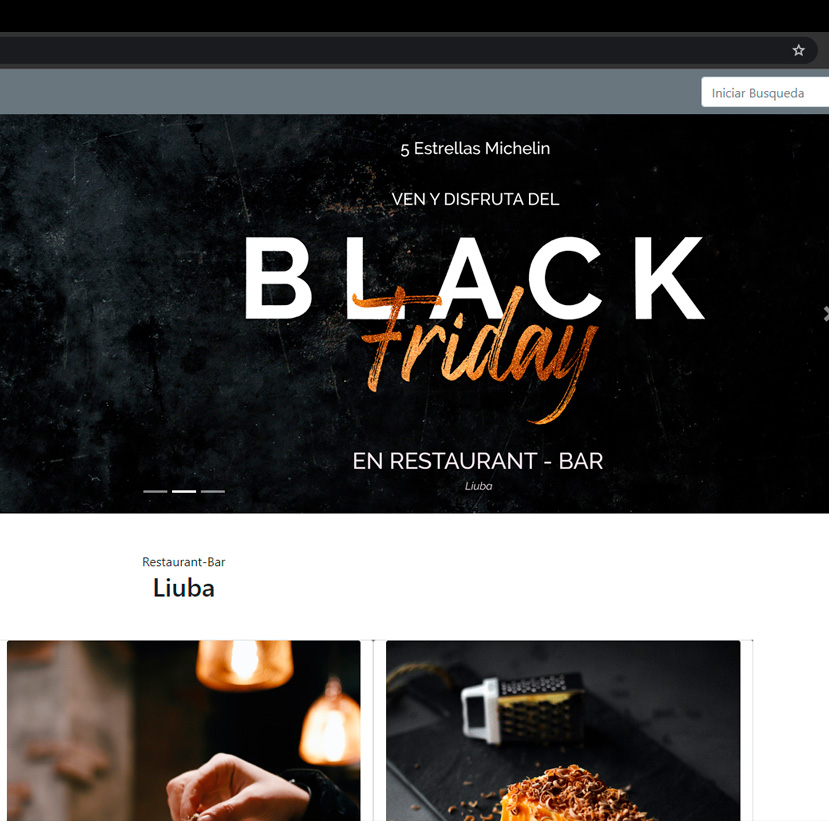 Iniciar Busqueda
5 Estrellas Michelin
VEN Y DISFRUTA DEL
BLACK
Friday
EN RESTAURANT - BAR
Liuba
Restaurant-Bar
Liuba